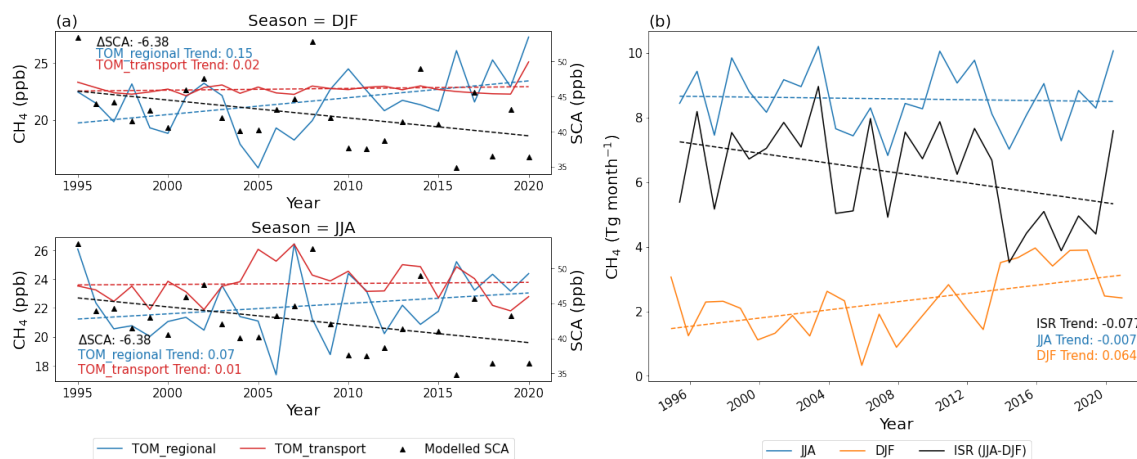 (a)
Season = DJF
ΔSCA: -6.38
TOM_regional Trend: 0.15
TOM_transport Trend: 0.02
CH₄ (ppb)
25
20
50
45
40
35
SCA (ppb)
1995 2000 2005 2010 2015 2020
Year
Season = JJA
CH₄ (ppb)
26
24
22
20
18
50
45
40
35
SCA (ppb)
ΔSCA: -6.38
TOM_regional Trend: 0.07
TOM_transport Trend: 0.01
1995 2000 2005 2010 2015 2020
Year
TOM_regional TOM_transport Modelled SCA
(b)
CH₄ (Tg month⁻¹)
10
8
6
4
2
0
ISR Trend: -0.077
JJA Trend: -0.007
DJF Trend: 0.064
1996 2000 2004 2008 2012 2016 2020
Year
JJA DJF ISR (JJA-DJF)